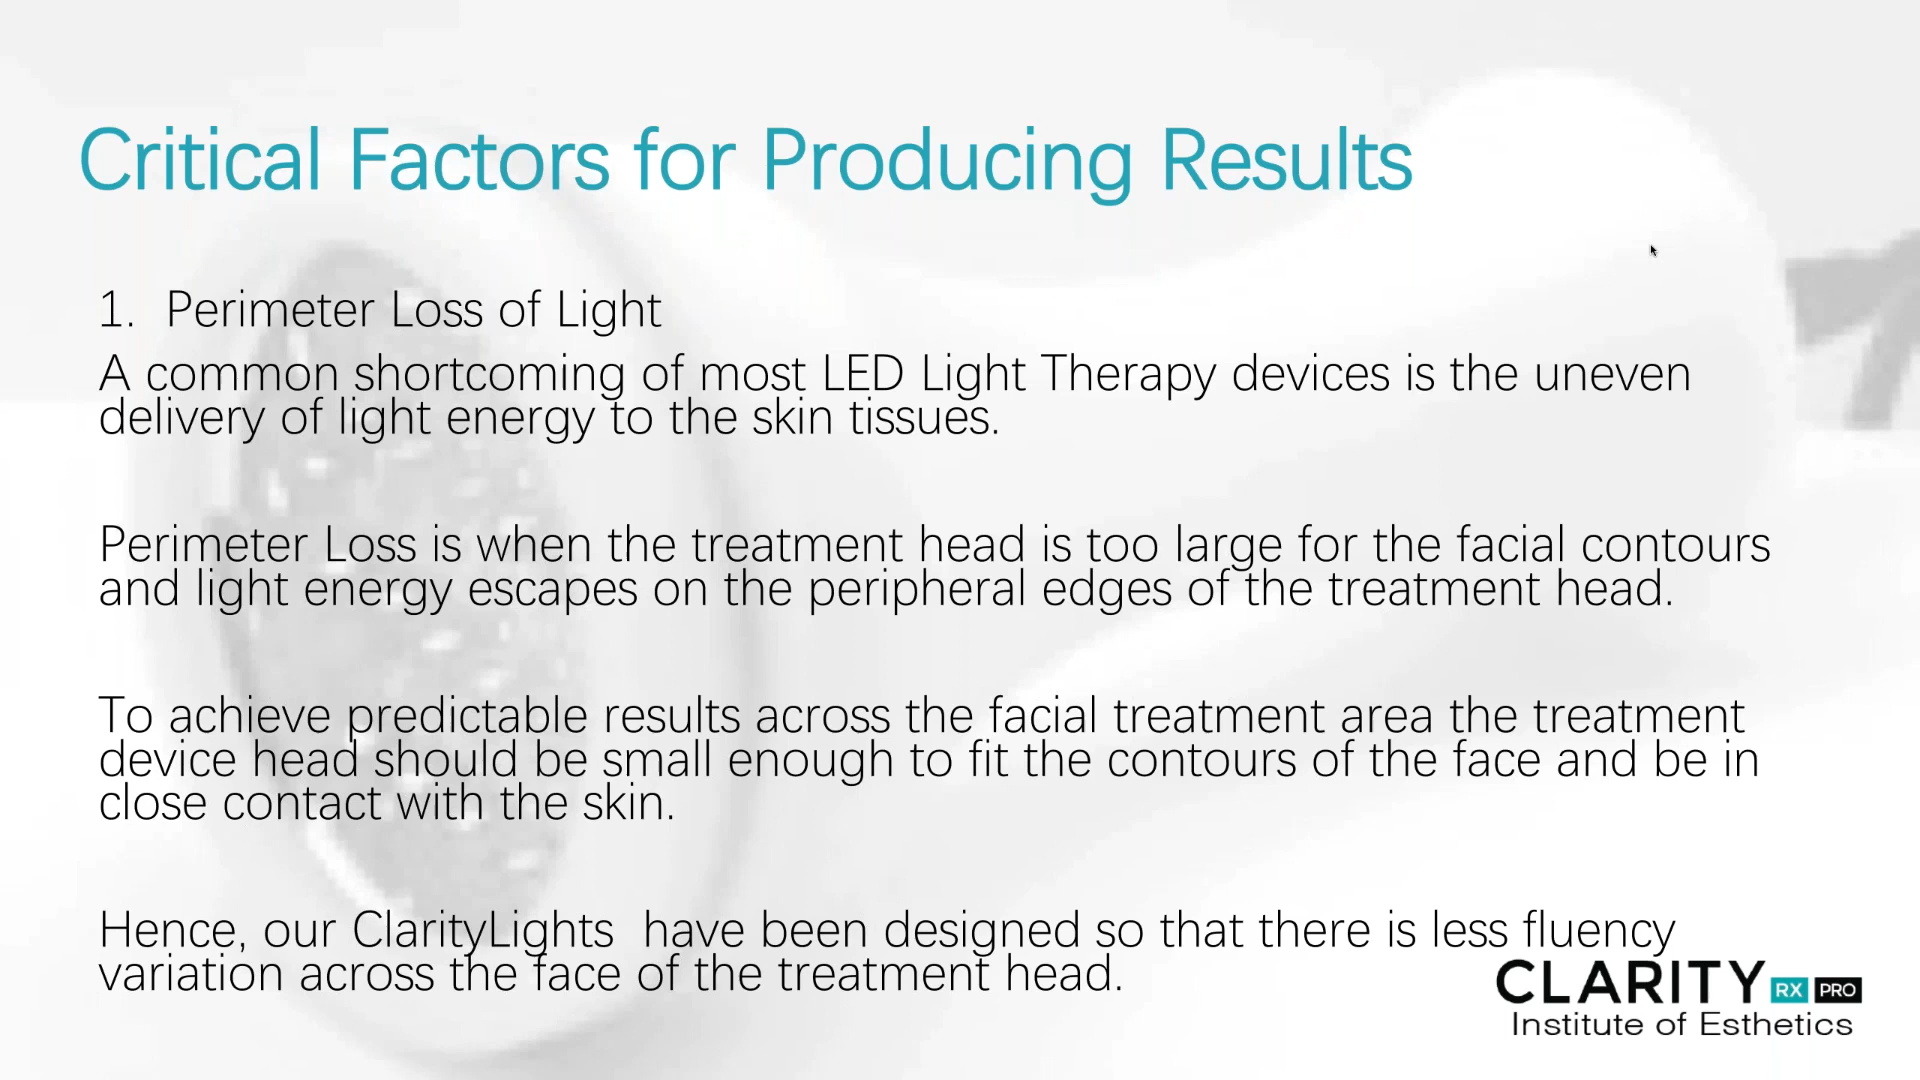 Critical Factors for Producing Results
1. Perimeter Loss of Light
A common shortcoming of most LED Light Therapy devices is the uneven
delivery of light energy to the skin tissues.
Perimeter Loss is when the treatment head is too large for the facial contours
and light energy escapes on the peripheral edges of the treatment head.
To achieve predictable results across the facial treatment area the treatment
device head should be small enough to fit the contours of the face and be in
close contact with the skin.
Hence, our ClarityLights  have been designed so that there is less fluency
variation across the face of the treatment head.
CLARITY RX PRO
Institute of Esthetics